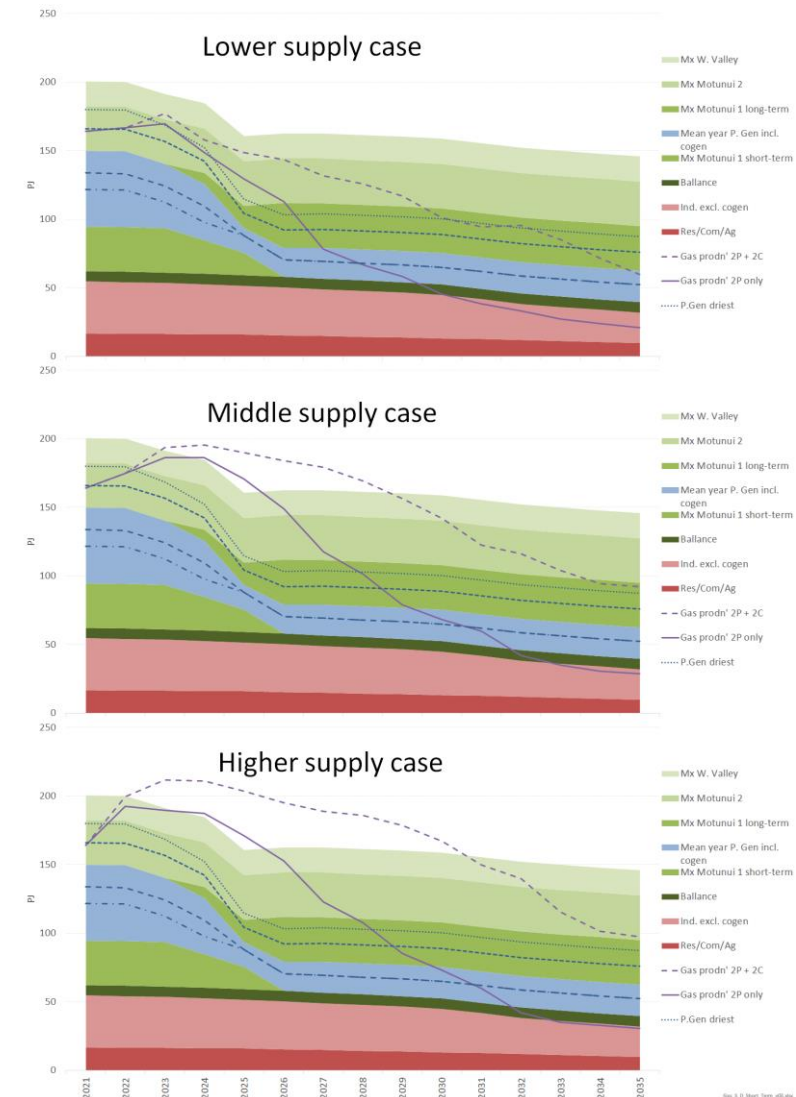 250
Lower supply case
200
150
PJ
100
50
0
Mx W. Valley
Mx Motunui 2
Mx Motunui 1 long-term
Mean year P. Gen incl.
cogen
Mx Motunui 1 short-term
Ballance
Ind. excl. cogen
Res/Com/Ag
Gas prodn' 2P + 2C
Gas prodn' 2P only
P.Gen driest
250
Middle supply case
200
150
PJ
100
50
0
Mx W. Valley
Mx Motunui 2
Mx Motunui 1 long-term
Mean year P. Gen incl.
cogen
Mx Motunui 1 short-term
Ballance
Ind. excl. cogen
Res/Com/Ag
Gas prodn' 2P + 2C
Gas prodn' 2P only
P.Gen driest
250
Higher supply case
200
150
PJ
100
50
0
Mx W. Valley
Mx Motunui 2
Mx Motunui 1 long-term
Mean year P. Gen incl.
cogen
Mx Motunui 1 short-term
Ballance
Ind. excl. cogen
Res/Com/Ag
Gas prodn' 2P + 2C
Gas prodn' 2P only
P.Gen driest
2021
2022
2023
2024
2025
2026
2027
2028
2029
2030
2031
2032
2033
2034
2035